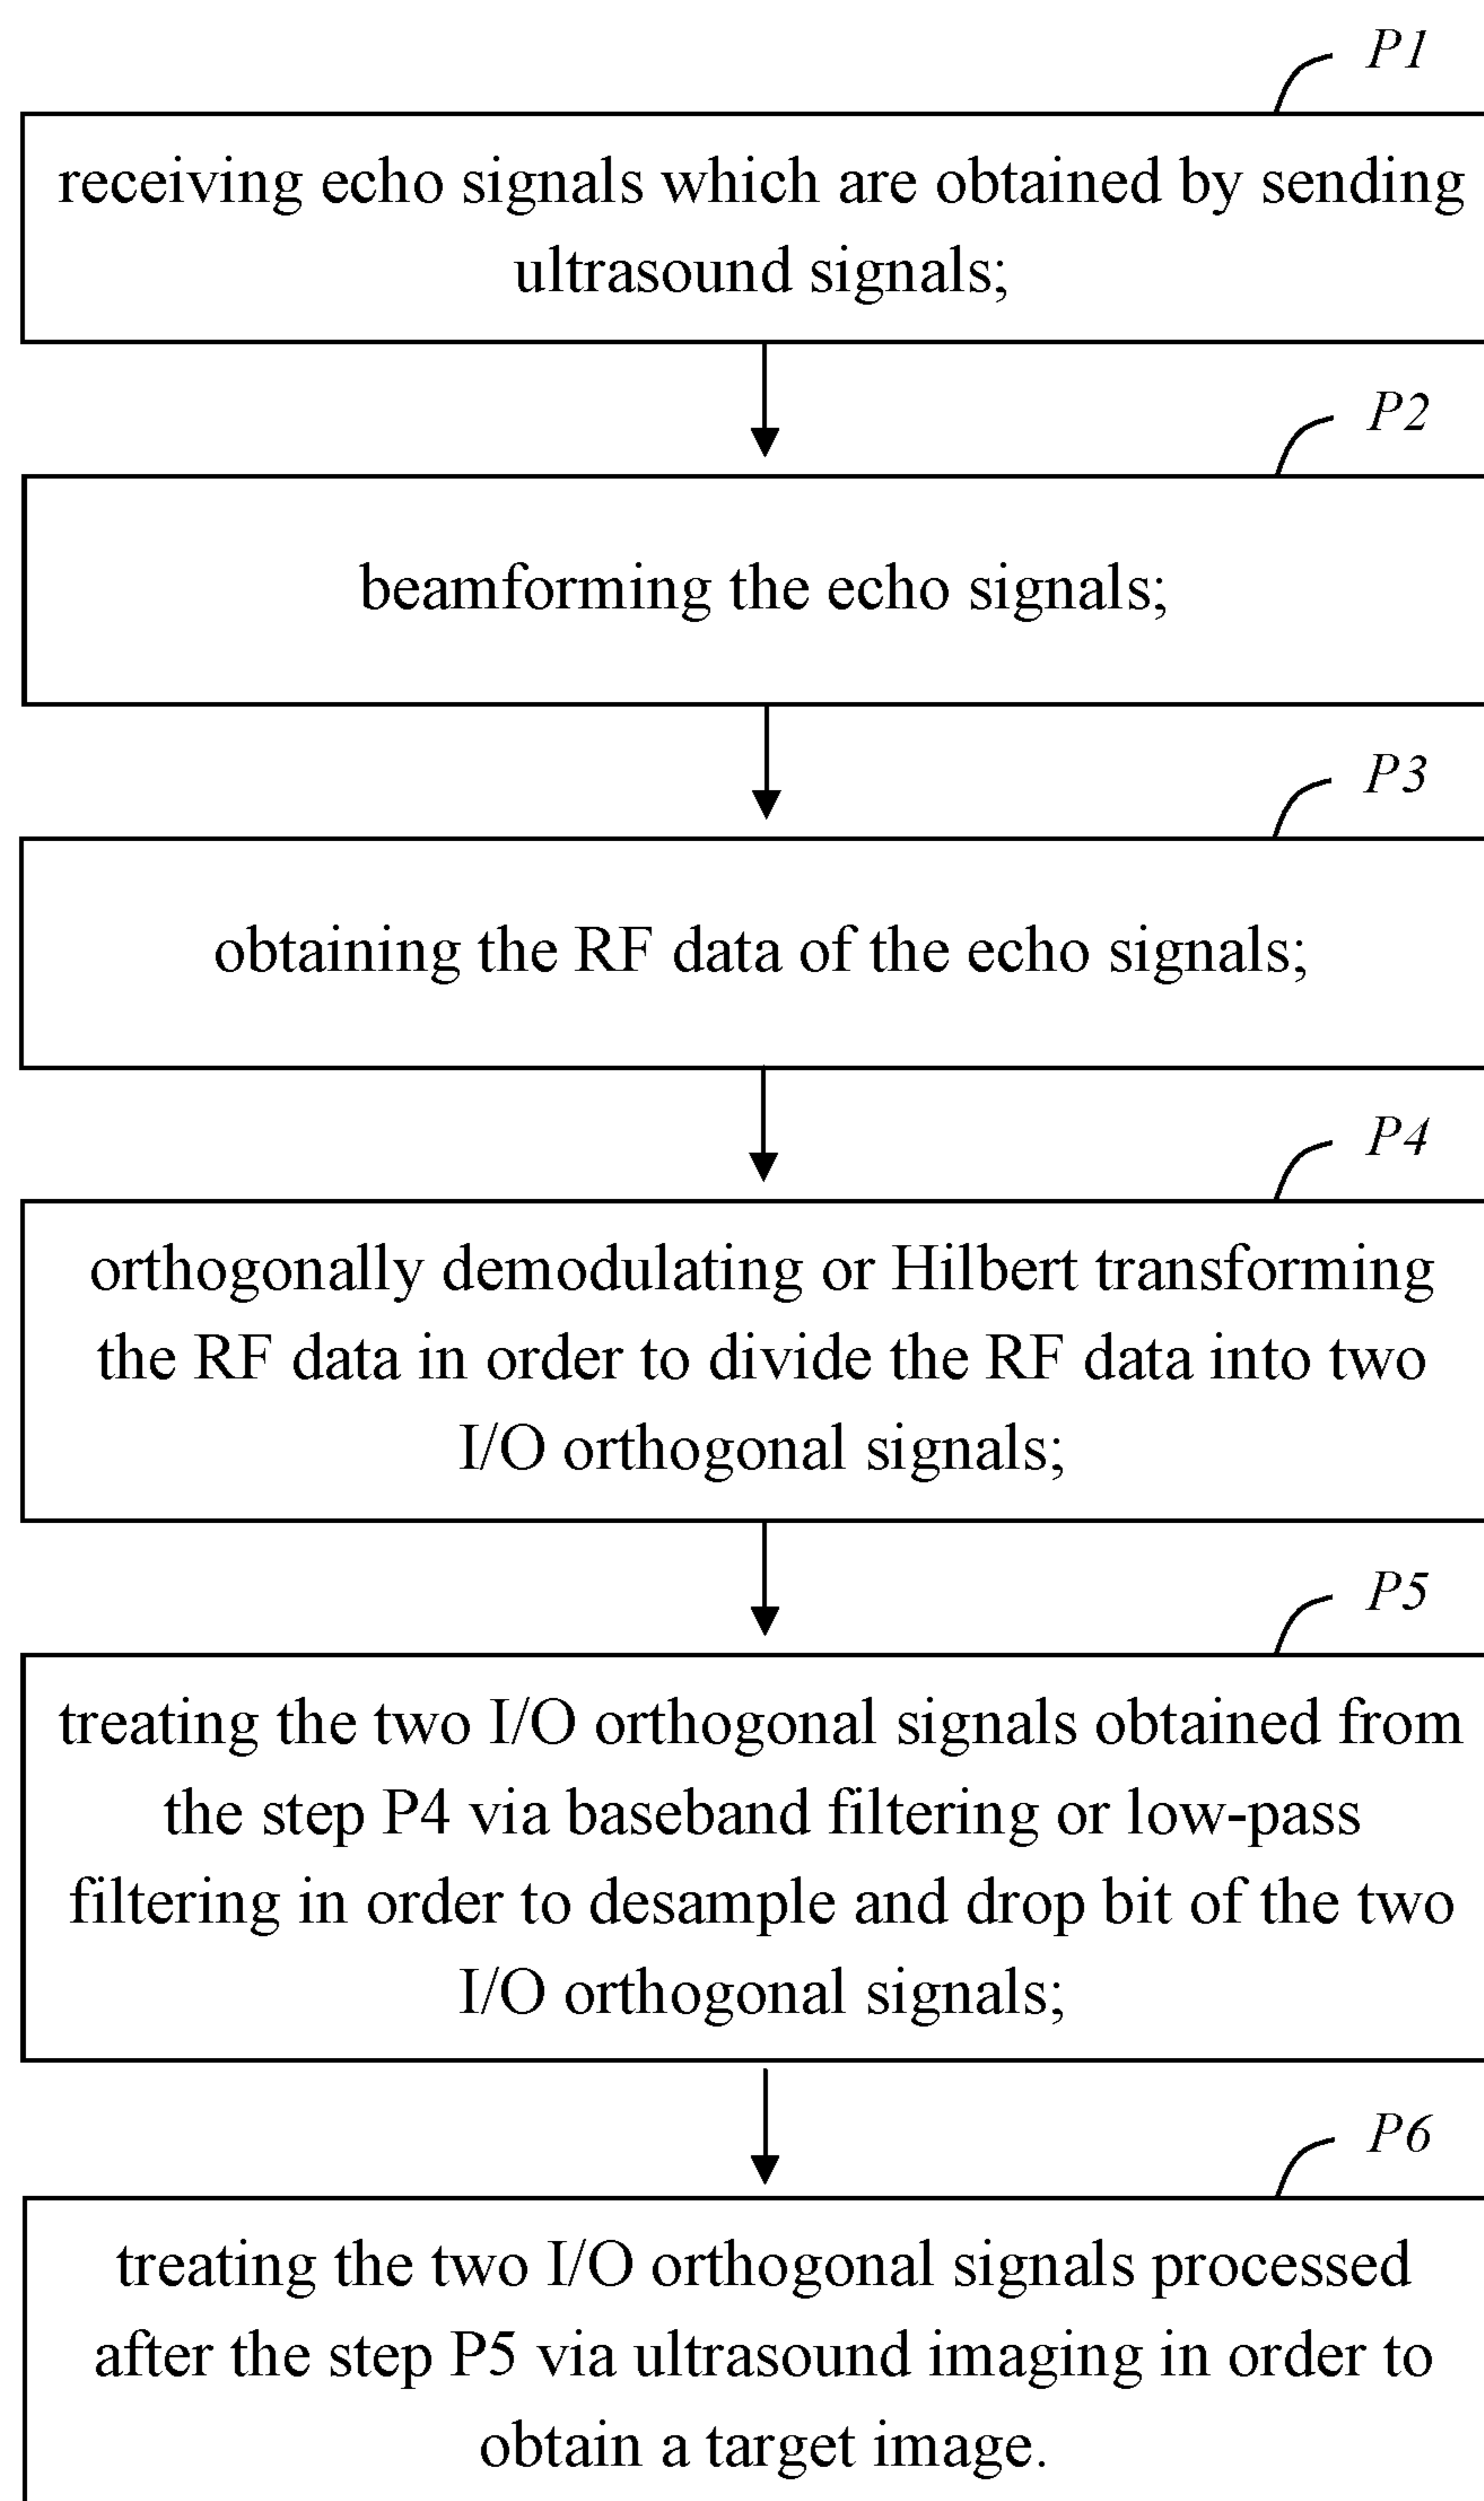 P1
receiving echo signals which are obtained by sending
ultrasound signals;
P2
beamforming the echo signals;
P3
obtaining the RF data of the echo signals;
P4
orthogonally demodulating or Hilbert transforming
the RF data in order to divide the RF data into two
I/O orthogonal signals;
P5
treating the two I/O orthogonal signals obtained from
the step P4 via baseband filtering or low-pass
filtering in order to desample and drop bit of the two
I/O orthogonal signals;
P6
treating the two I/O orthogonal signals processed
after the step P5 via ultrasound imaging in order to
obtain a target image.